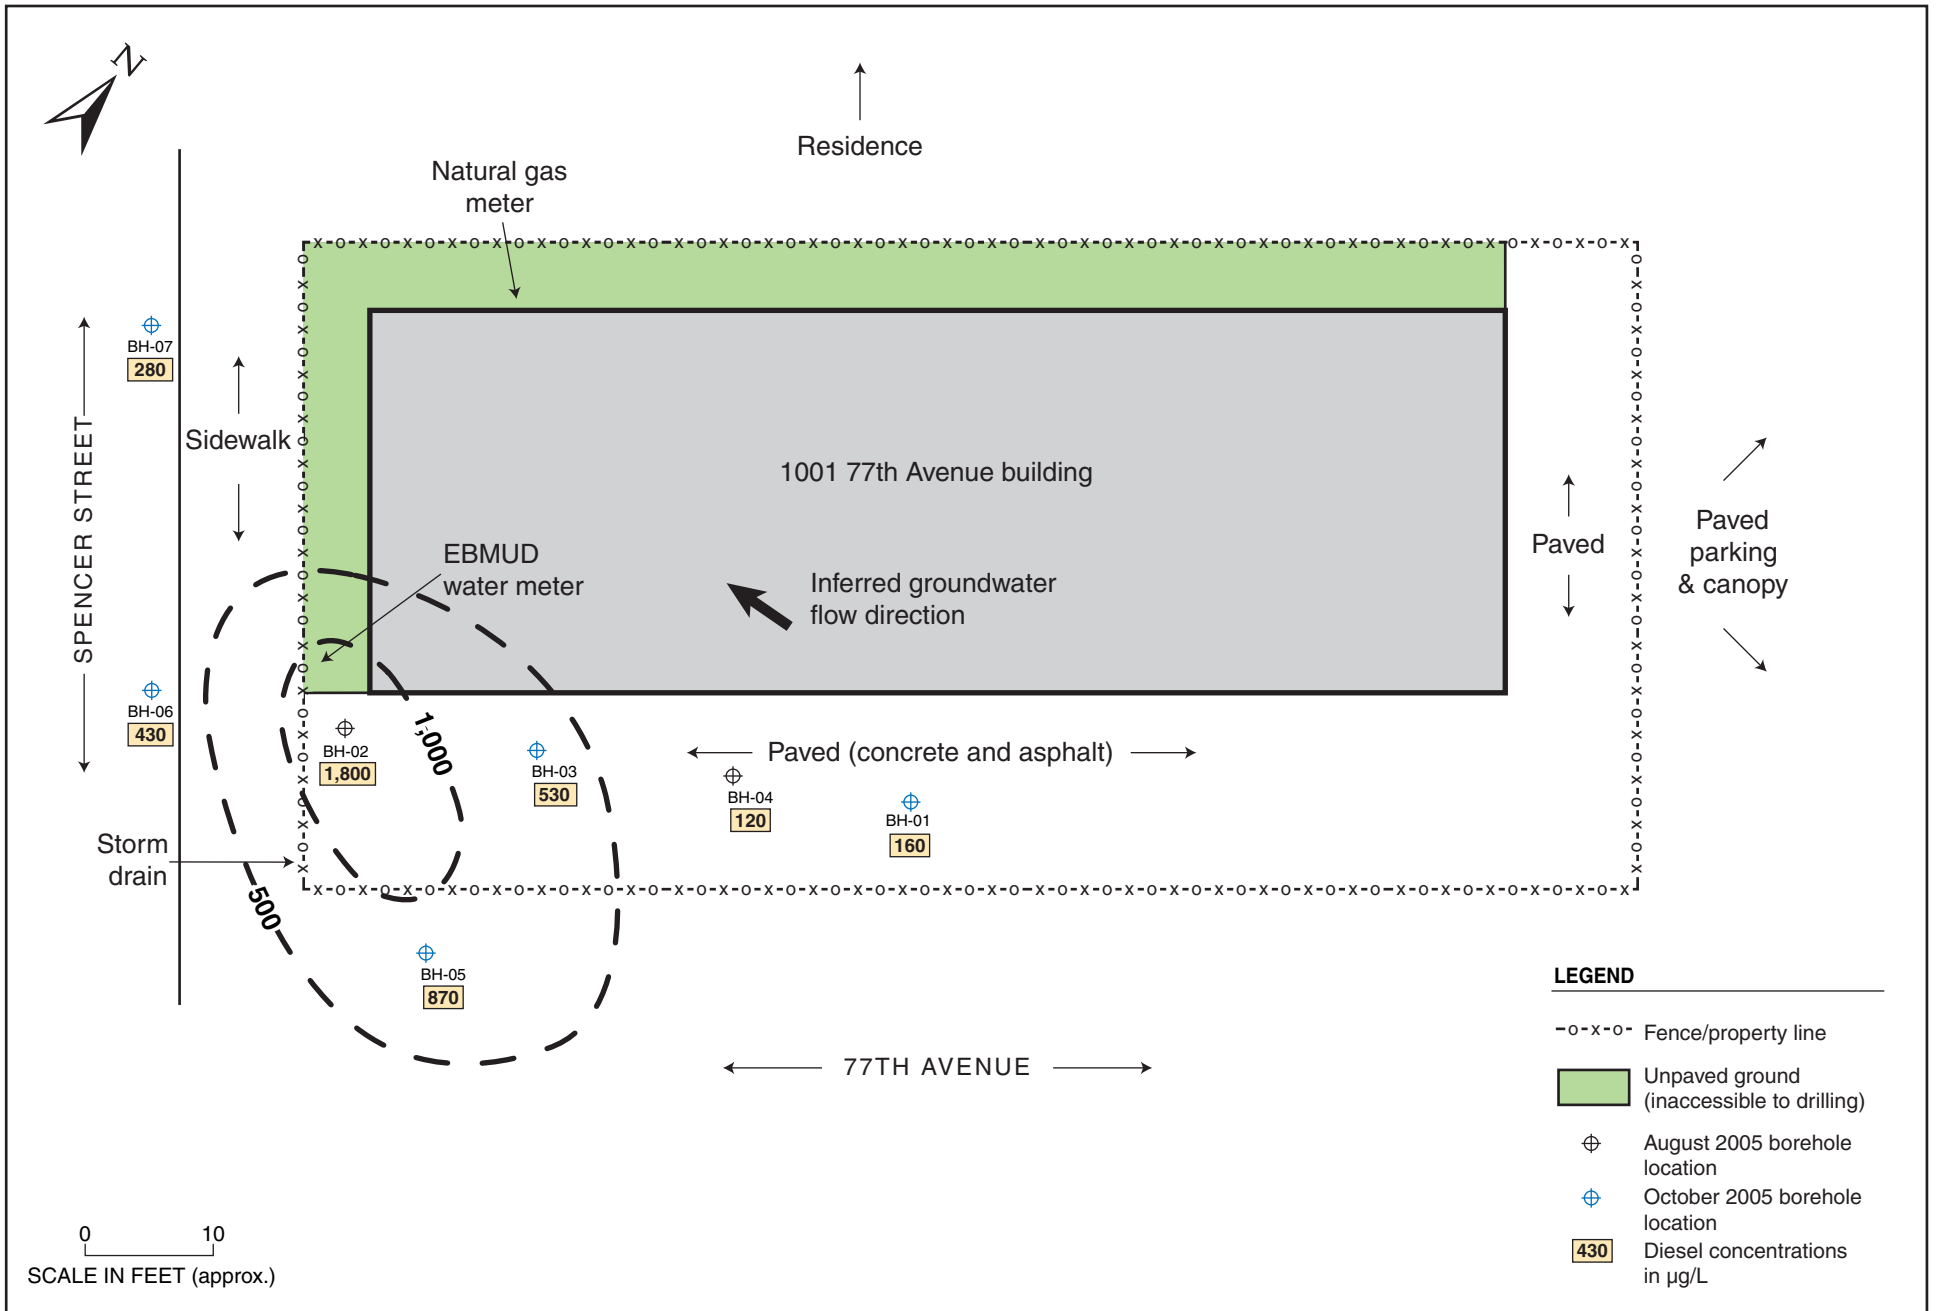 N
Residence
Natural gas
meter
BH-07
280
SPENCER STREET
Sidewalk
1001 77th Avenue building
EBMUD
water meter
Inferred groundwater
flow direction
Paved
Paved
parking
& canopy
BH-06
430
BH-02
1,800
1,000
BH-03
530
Paved (concrete and asphalt)
BH-04
120
BH-01
160
Storm
drain
500
BH-05
870
77TH AVENUE
LEGEND
-o-x-o- Fence/property line
Unpaved ground
(inaccessible to drilling)
August 2005 borehole
location
October 2005 borehole
location
430 Diesel concentrations
in µg/L
0 10
SCALE IN FEET (approx.)